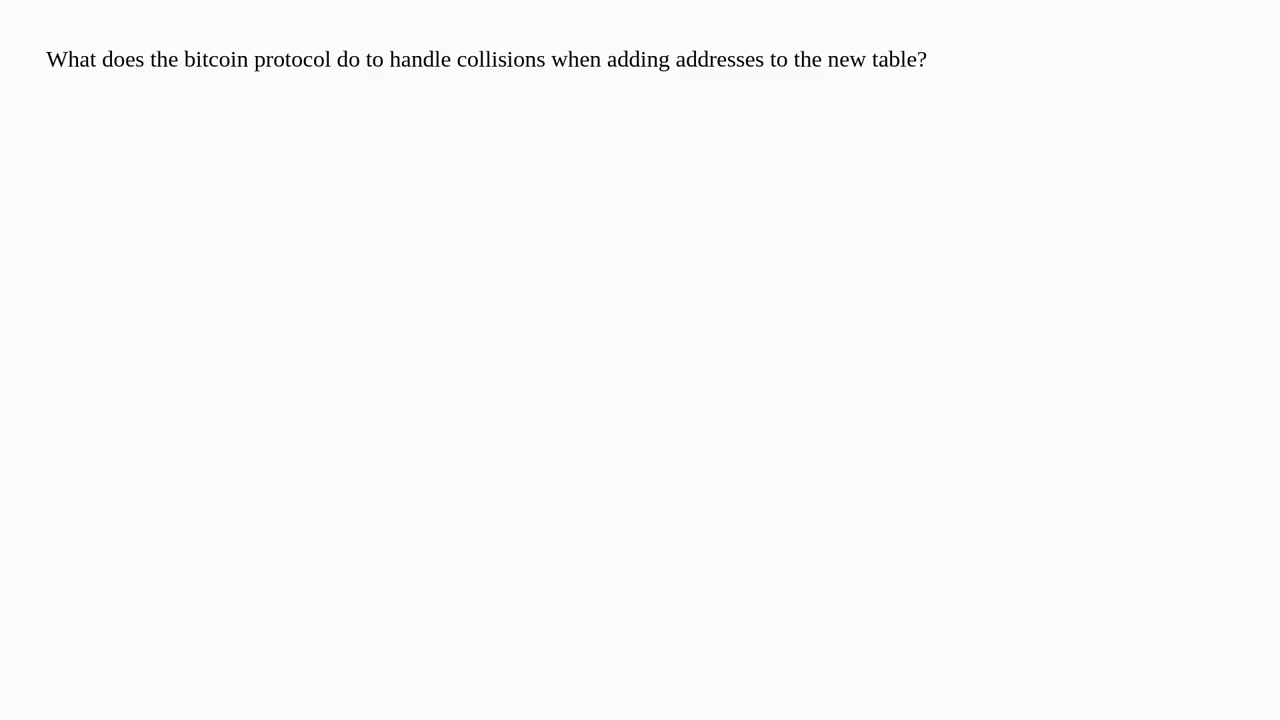 What does the bitcoin protocol do to handle collisions when adding addresses to the new table?